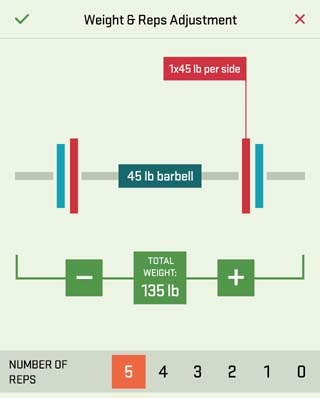 Weight & Reps Adjustment
1x45 lb per side
45 lb barbell
TOTAL
WEIGHT:
135 lb
NUMBER OF
REPS
5 4 3 2 1 0